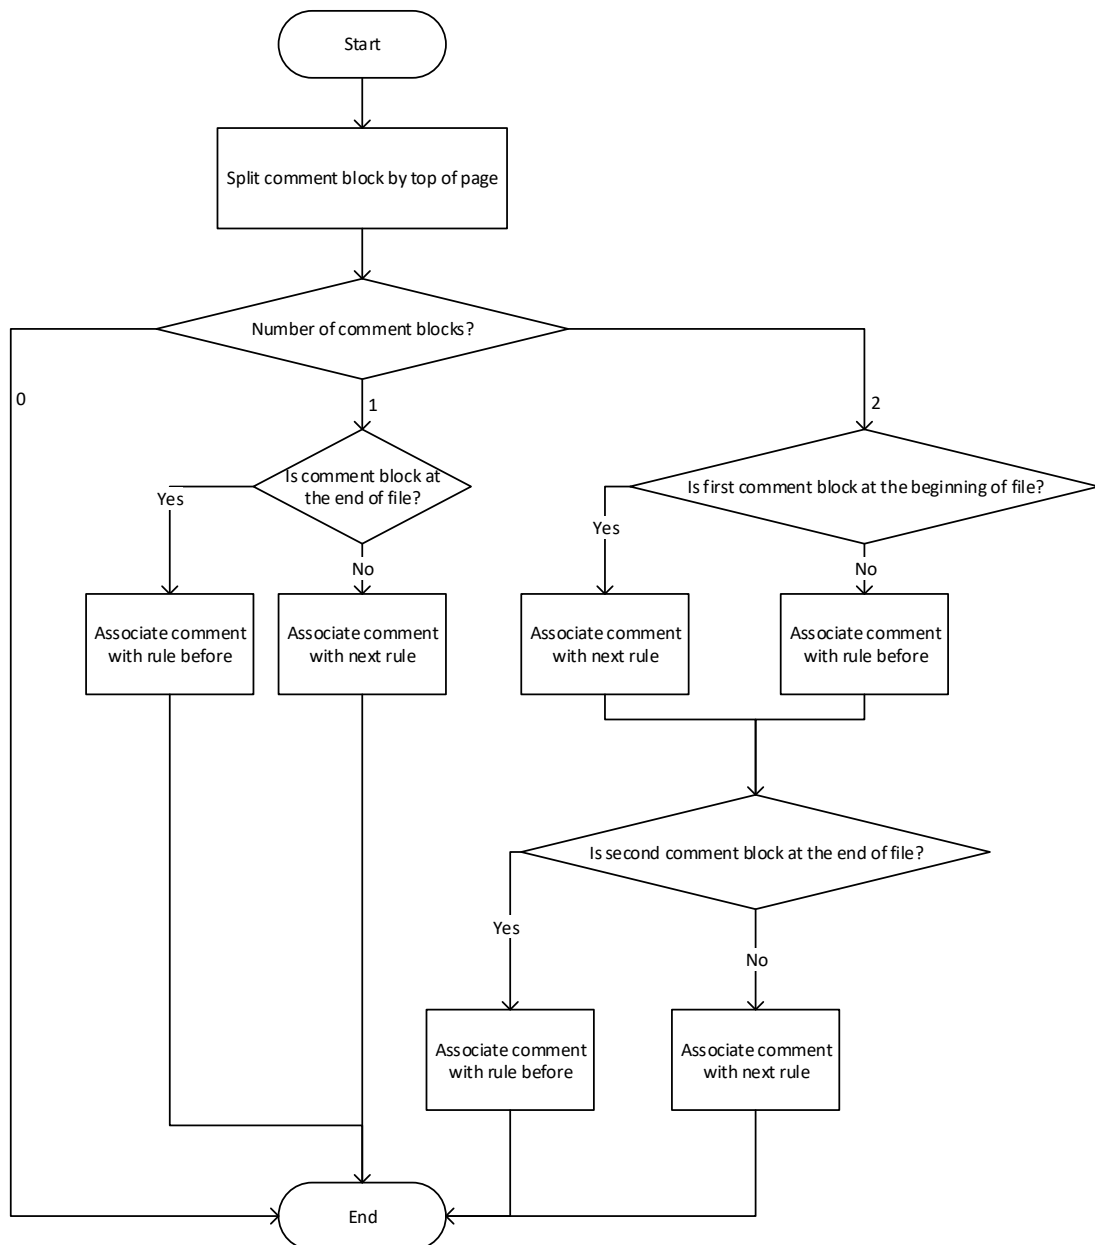 Start
Split comment block by top of page
Number of comment blocks?
0
1
2
Is comment block at
the end of file?
Is first comment block at the beginning of file?
Yes
No
Yes
No
Associate comment
with rule before
Associate comment
with next rule
Associate comment
with next rule
Associate comment
with rule before
Is second comment block at the end of file?
Yes
No
Associate comment
with rule before
Associate comment
with next rule
End